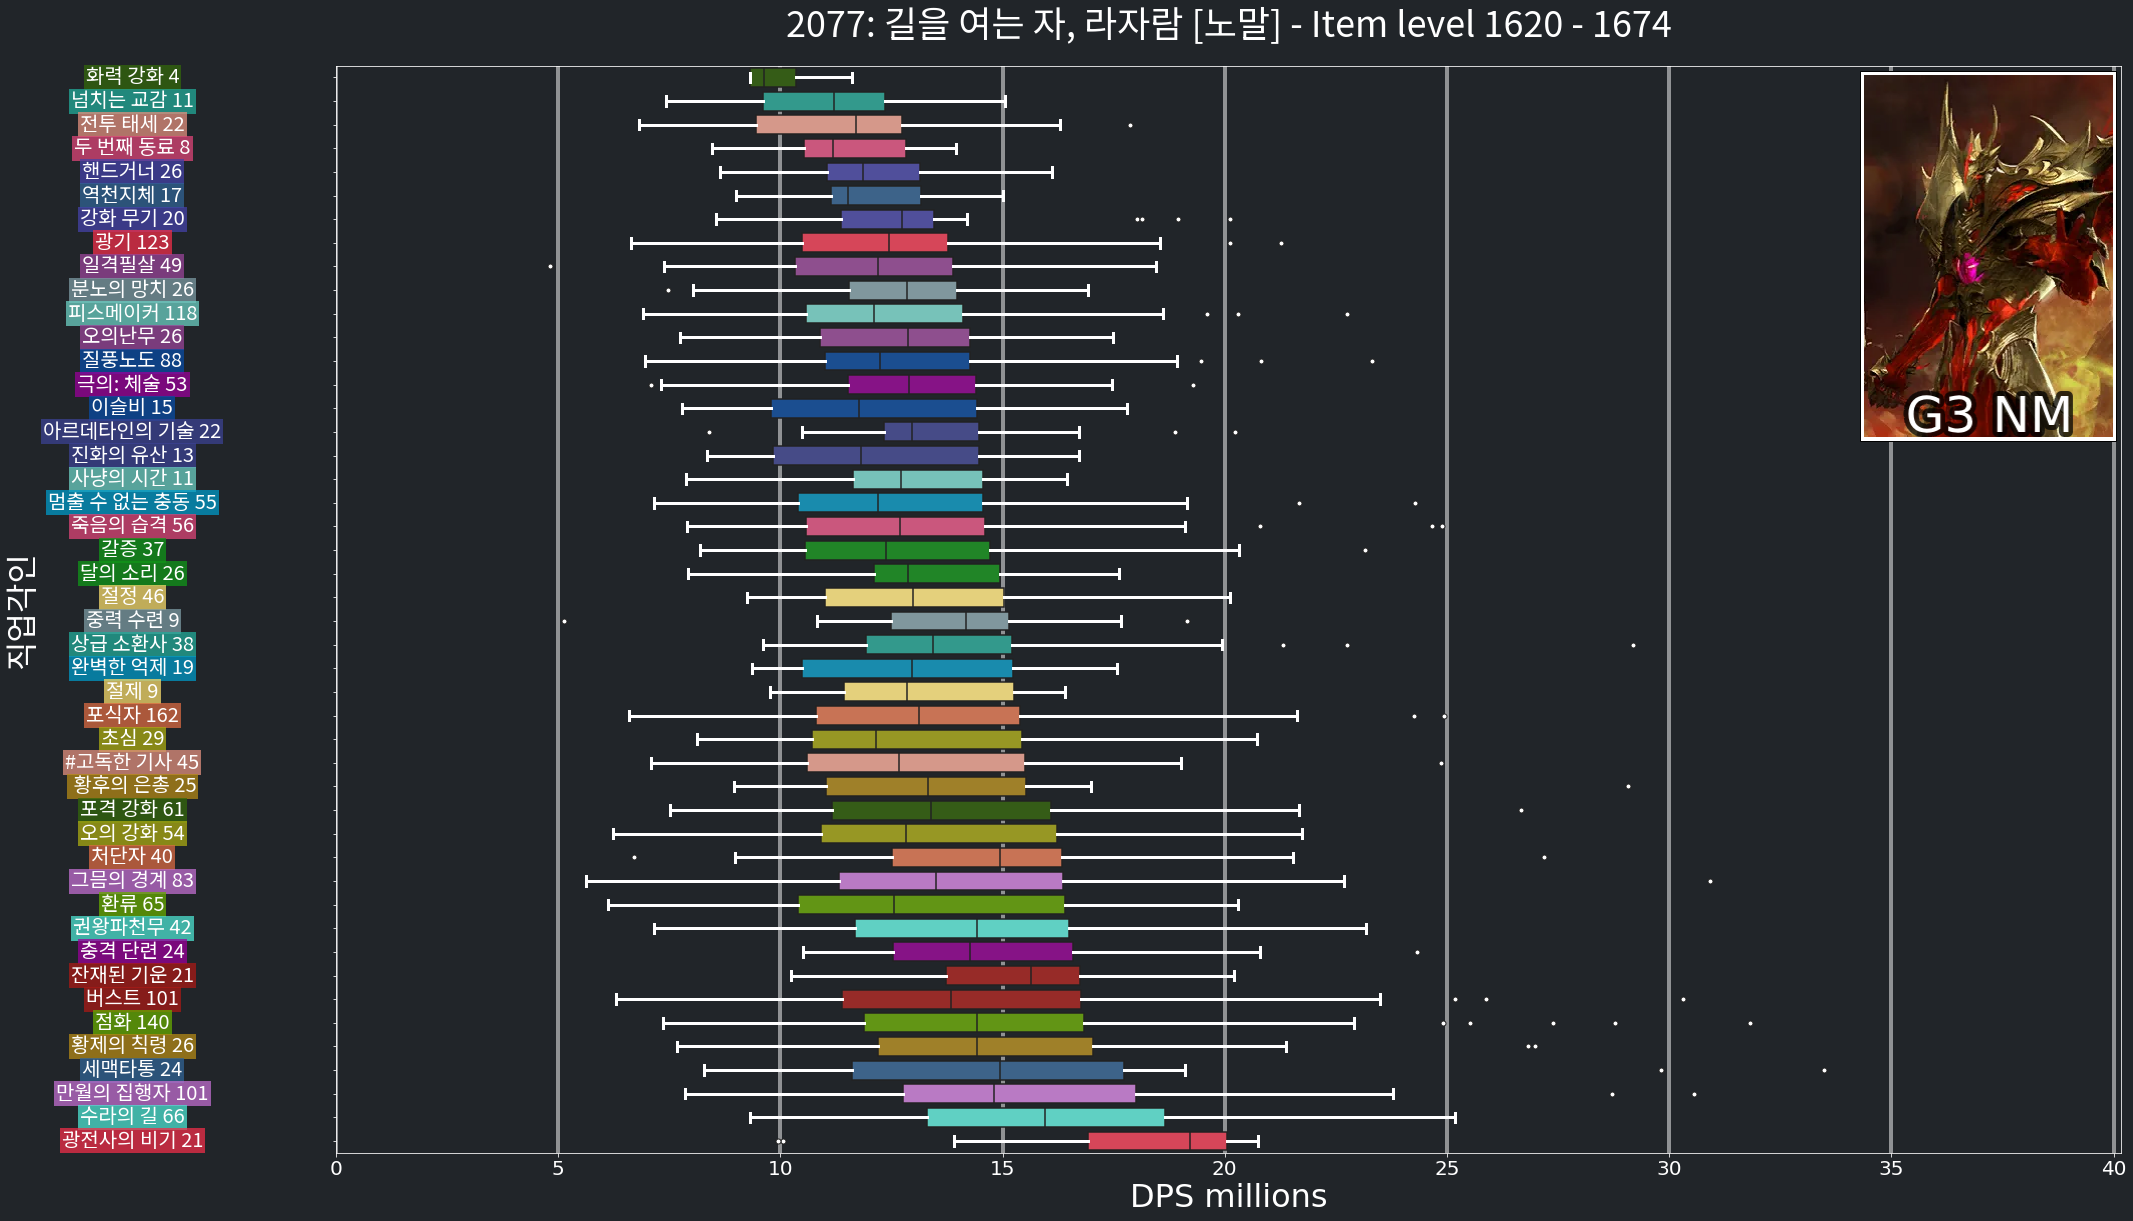 2077: 길을 여는 자, 라자람 [노말] - Item level 1620 - 1674
화력 강화 4
넘치는 교감 11
전투 태세 22
두 번째 동료 8
핸드거너 26
역천지체 17
강화 무기 20
광기 123
일격필살 49
분노의 망치 26
피스메이커 118
오의난무 26
질풍노도 88
극의: 체술 53
이슬비 15
아르데타인의 기술 22
진화의 유산 13
사냥의 시간 11
멈출 수 없는 충동 55
죽음의 습격 56
갈증 37
달의 소리 26
절정 46
중력 수련 9
상급 소환사 38
완벽한 억제 19
절제 9
포식자 162
초심 29
#고독한 기사 45
황후의 은총 25
포격 강화 61
오의 강화 54
처단자 40
그믐의 경계 83
환류 65
권왕파천무 42
충격 단련 24
잔재된 기운 21
버스트 101
점화 140
황제의 칙령 26
세맥타통 24
만월의 집행자 101
수라의 길 66
광전사의 비기 21
직업각인
G3 NM
0 5 10 15 20 25 30 35 40
DPS millions